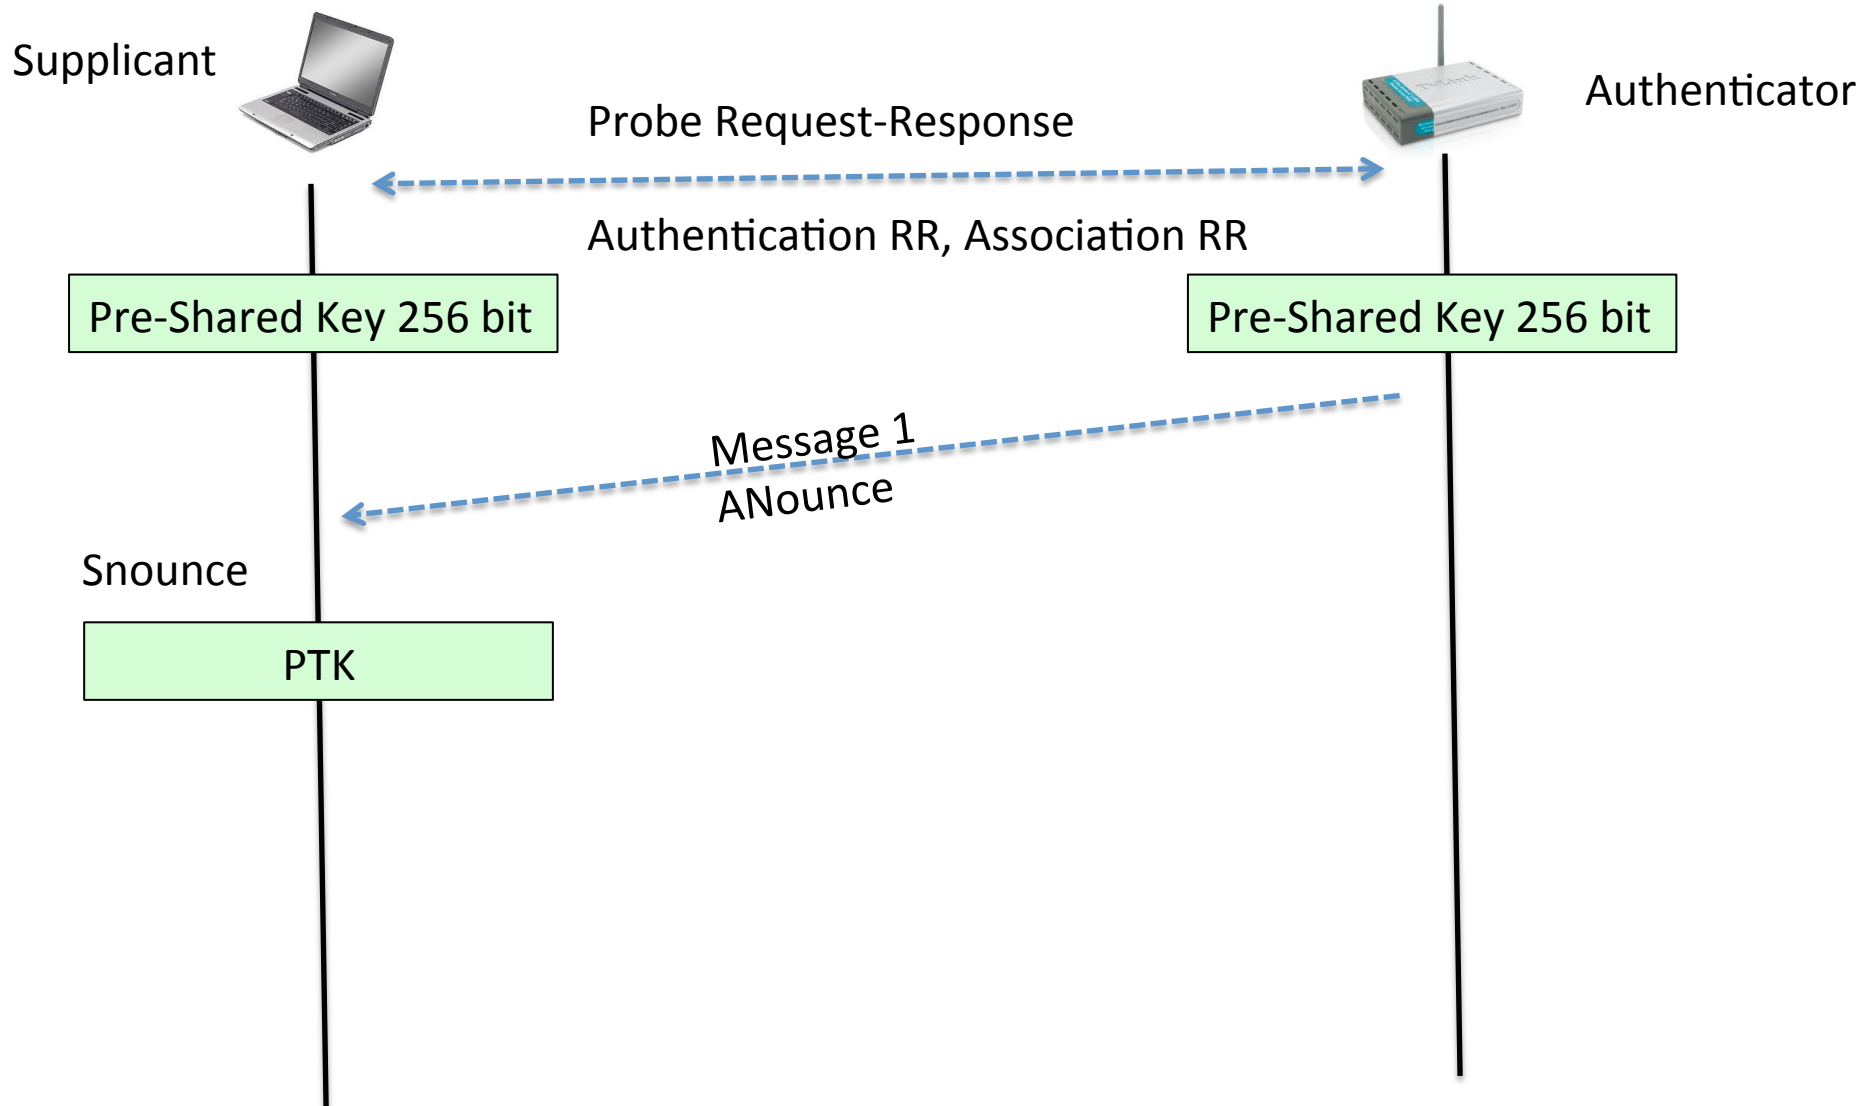 Supplicant
Authenticator
Probe Request-Response
D-Link
Authentication RR, Association RR
Pre-Shared Key 256 bit
Pre-Shared Key 256 bit
Message 1
ANounce
Snounce
PTK